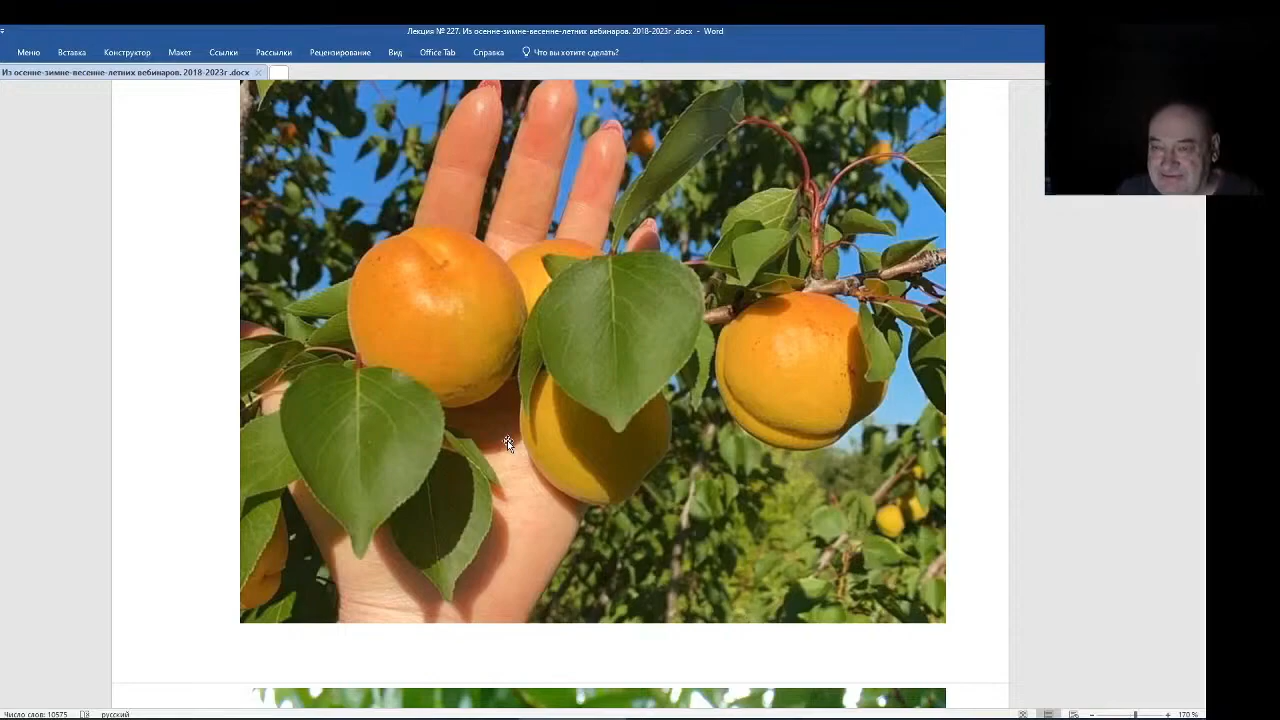 Лекция № 227. Из осенне-зимне-весенне-летних вебинаров. 2018-2023г .docx - Word
Меню Вставка Конструктор Макет Ссылки Рассылки Рецензирование Вид Office Tab Справка Что вы хотите сделать?
Из осенне-зимне-весенне-летних вебинаров. 2018-2023г .docx
Число слов: 10575 русский 170 %